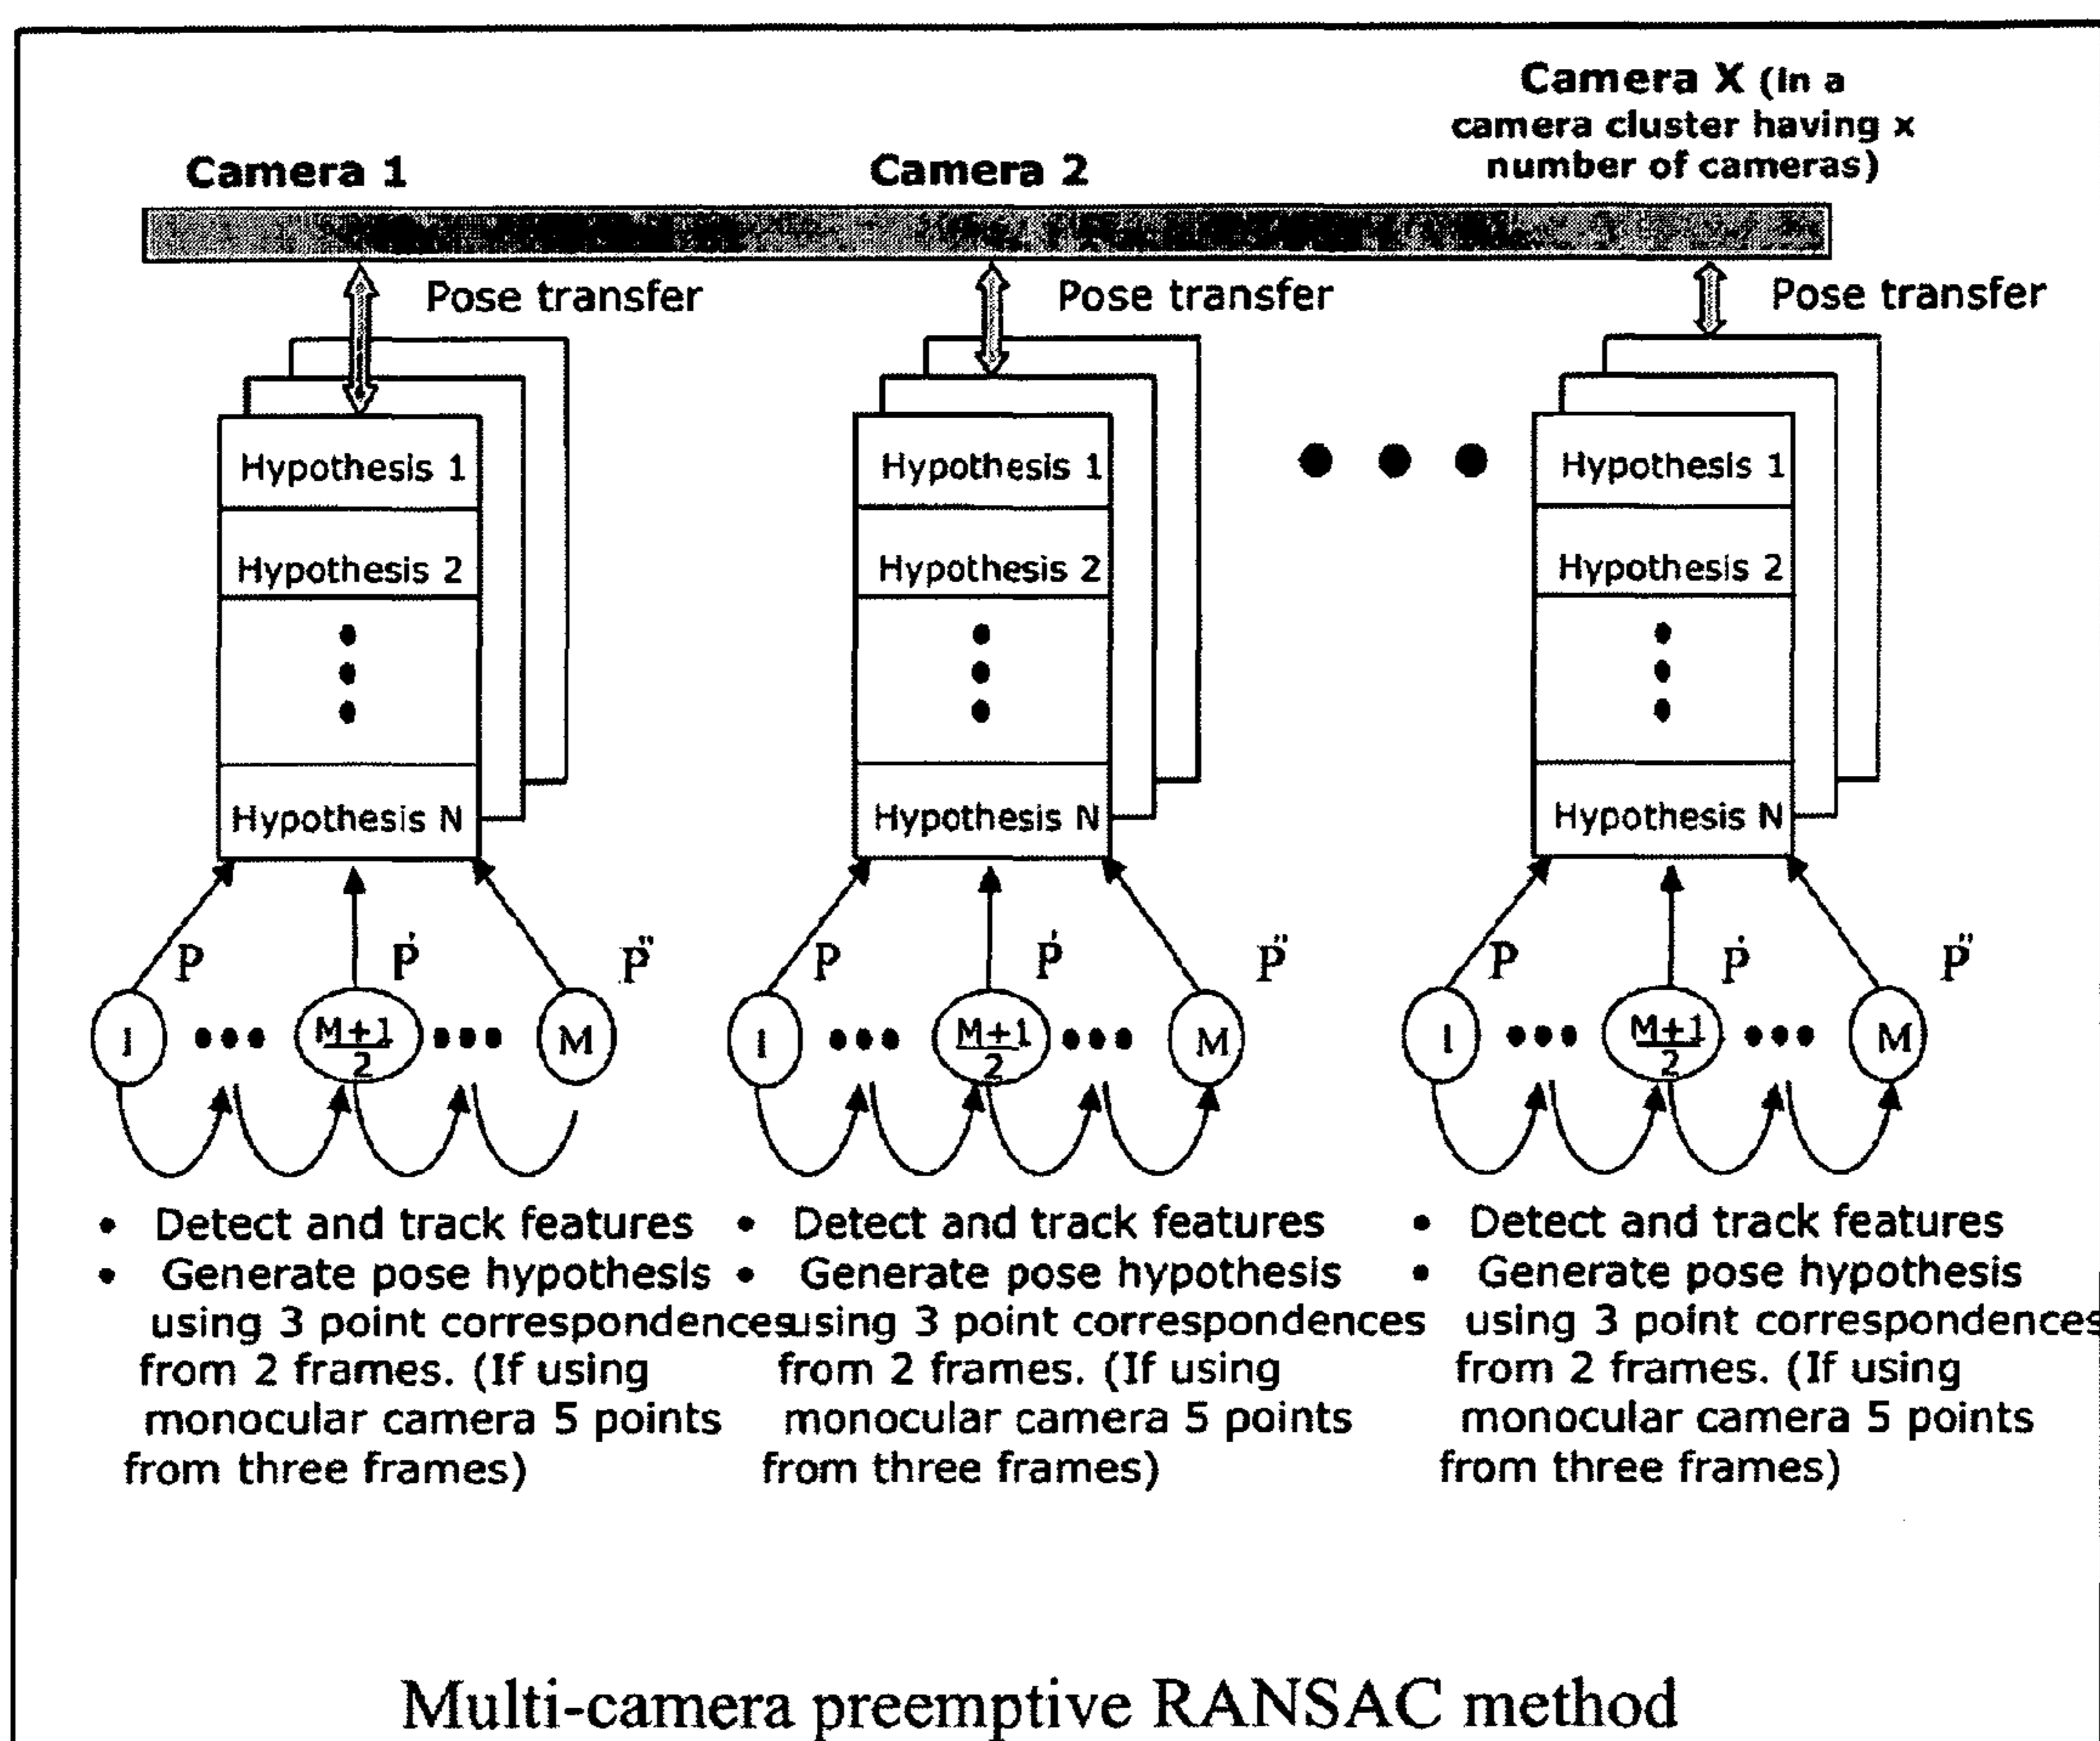 Camera 1
Camera 2
Camera X (in a
camera cluster having x
number of cameras)
Pose transfer
Pose transfer
Pose transfer
Hypothesis 1
Hypothesis 2
Hypothesis N
Hypothesis 1
Hypothesis 2
Hypothesis N
Hypothesis 1
Hypothesis 2
Hypothesis N
P
P'
P"
P
P'
P"
P
P'
P"
1
M+1
2
M
1
M+1
2
M
1
M+1
2
M
• Detect and track features
• Generate pose hypothesis
using 3 point correspondences
from 2 frames. (If using
monocular camera 5 points
from three frames)
• Detect and track features
• Generate pose hypothesis
using 3 point correspondences
from 2 frames. (If using
monocular camera 5 points
from three frames)
• Detect and track features
• Generate pose hypothesis
using 3 point correspondences
from 2 frames. (If using
monocular camera 5 points
from three frames)
Multi-camera preemptive RANSAC method